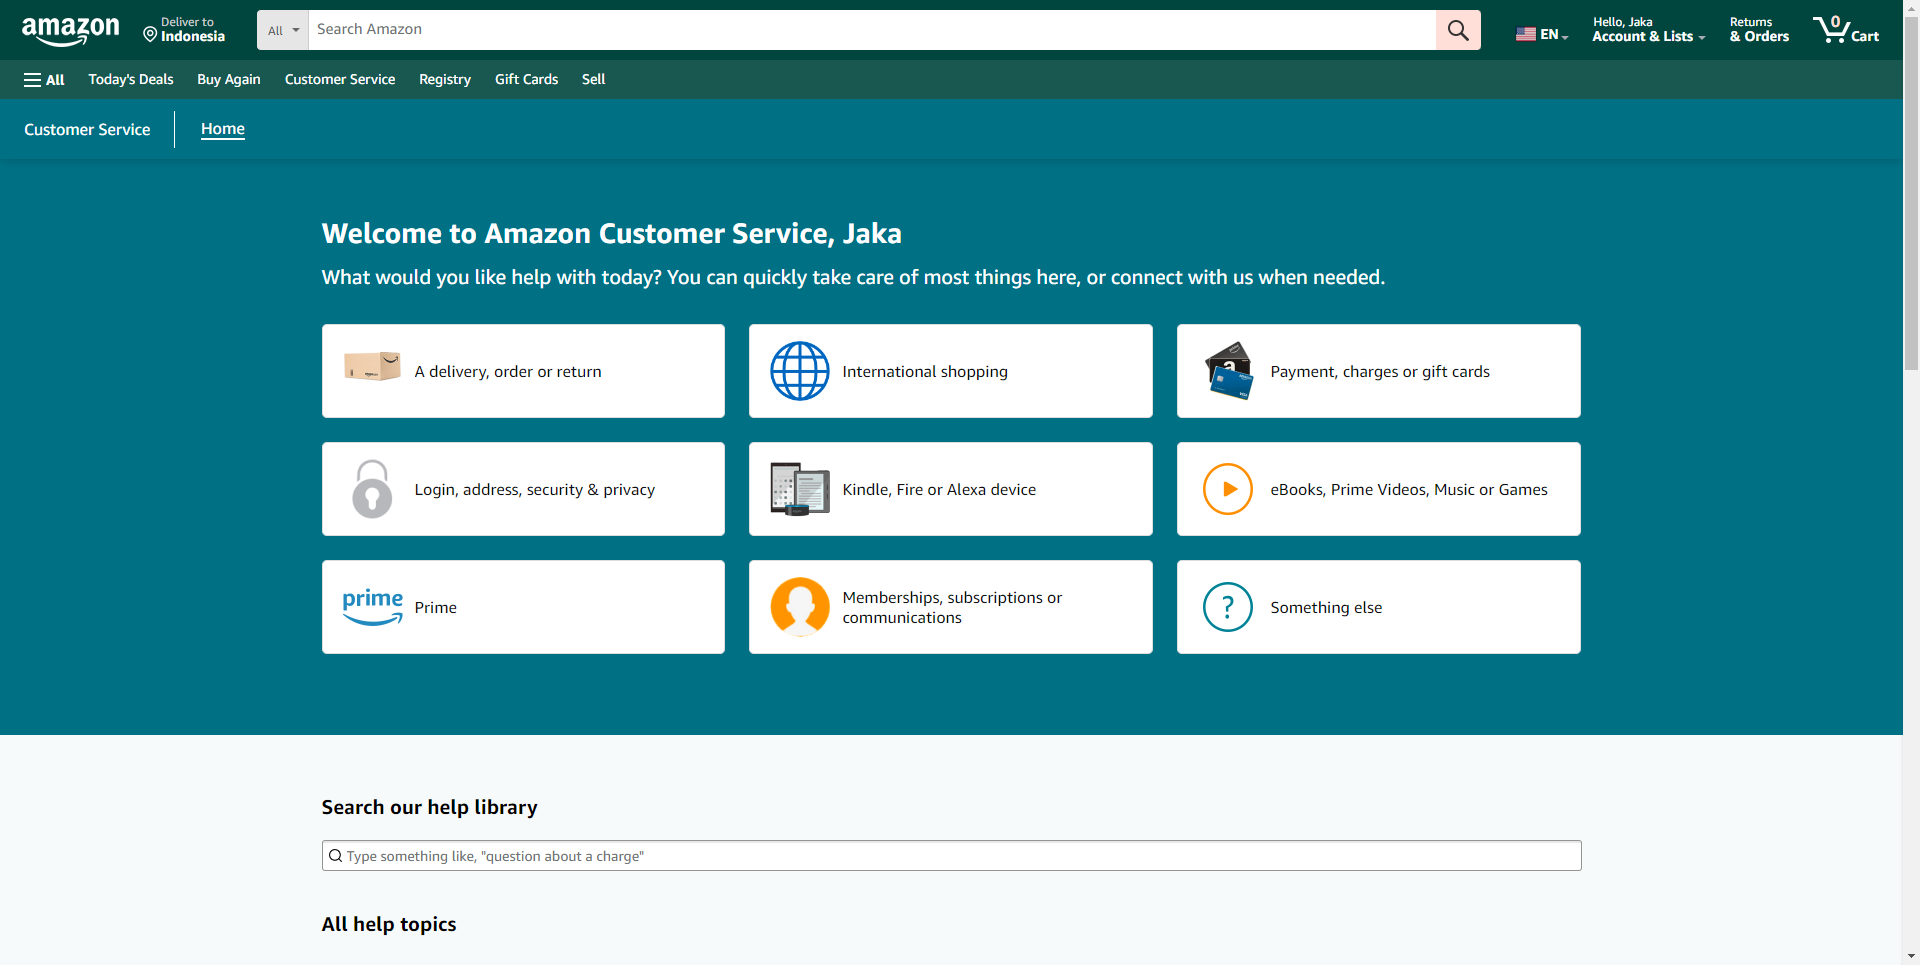 amazon
Deliver to
Indonesia
All
Search Amazon
EN
Hello, Jaka
Account & Lists
Returns
& Orders
0
Cart
All
Today's Deals
Buy Again
Customer Service
Registry
Gift Cards
Sell
Customer Service
Home
Welcome to Amazon Customer Service, Jaka
What would you like help with today? You can quickly take care of most things here, or connect with us when needed.
A delivery, order or return
International shopping
a
Payment, charges or gift cards
Login, address, security & privacy
Kindle, Fire or Alexa device
eBooks, Prime Videos, Music or Games
prime
Prime
Memberships, subscriptions or
communications
?
Something else
Search our help library
Type something like, "question about a charge"
All help topics